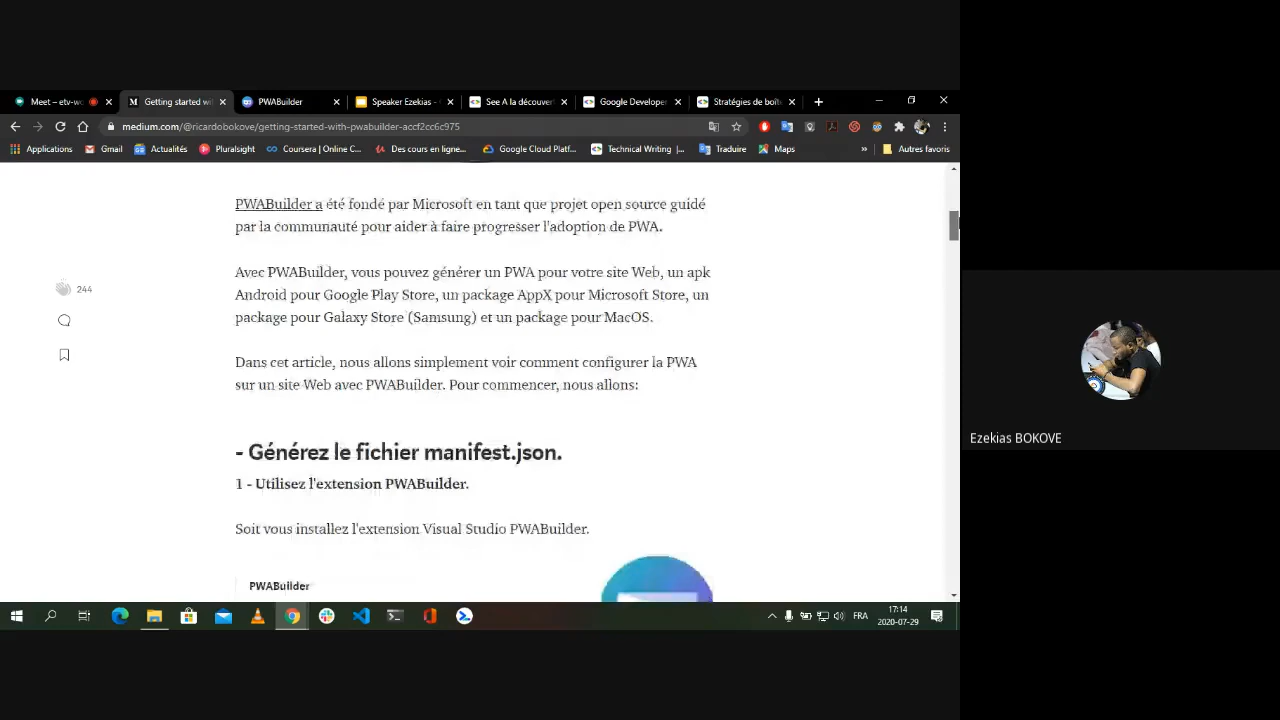 Meet – etv-wc
Getting started wi
PWABuilder
Speaker Ezekias -
See A la découver
Google Developer
Stratégies de boît
medium.com/@ricardobokove/getting-started-with-pwabuilder-accf2cc6c975
Applications
Gmail
Actualités
Pluralsight
Coursera | Online C...
Des cours en ligne...
Google Cloud Platf...
Technical Writing |...
Traduire
Maps
»
Autres favoris
PWABuilder a été fondé par Microsoft en tant que projet open source guidé
par la communauté pour aider à faire progresser l'adoption de PWA.
Avec PWABuilder, vous pouvez générer un PWA pour votre site Web, un apk
Android pour Google Play Store, un package AppX pour Microsoft Store, un
package pour Galaxy Store (Samsung) et un package pour MacOS.
244
Dans cet article, nous allons simplement voir comment configurer la PWA
sur un site Web avec PWABuilder. Pour commencer, nous allons:
- Générez le fichier manifest.json.
1 - Utilisez l'extension PWABuilder.
Soit vous installez l'extension Visual Studio PWABuilder.
PWABuilder
FRA
17:14
2020-07-29
Ezekias BOKOVE